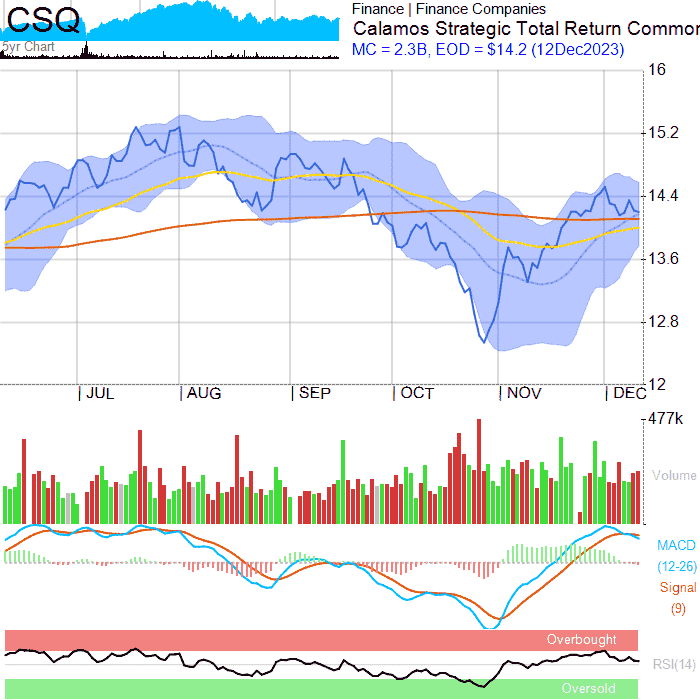 CSQ
5yr Chart
Finance | Finance Companies
Calamos Strategic Total Return Common
MC = 2.3B, EOD = $14.2 (12Dec2023)
16
15.2
14.4
13.6
12.8
12
|JUL |AUG |SEP |OCT |NOV |DEC
477k
Volume
MACD
(12-26)
Signal
(9)
Overbought
RSI(14)
Oversold